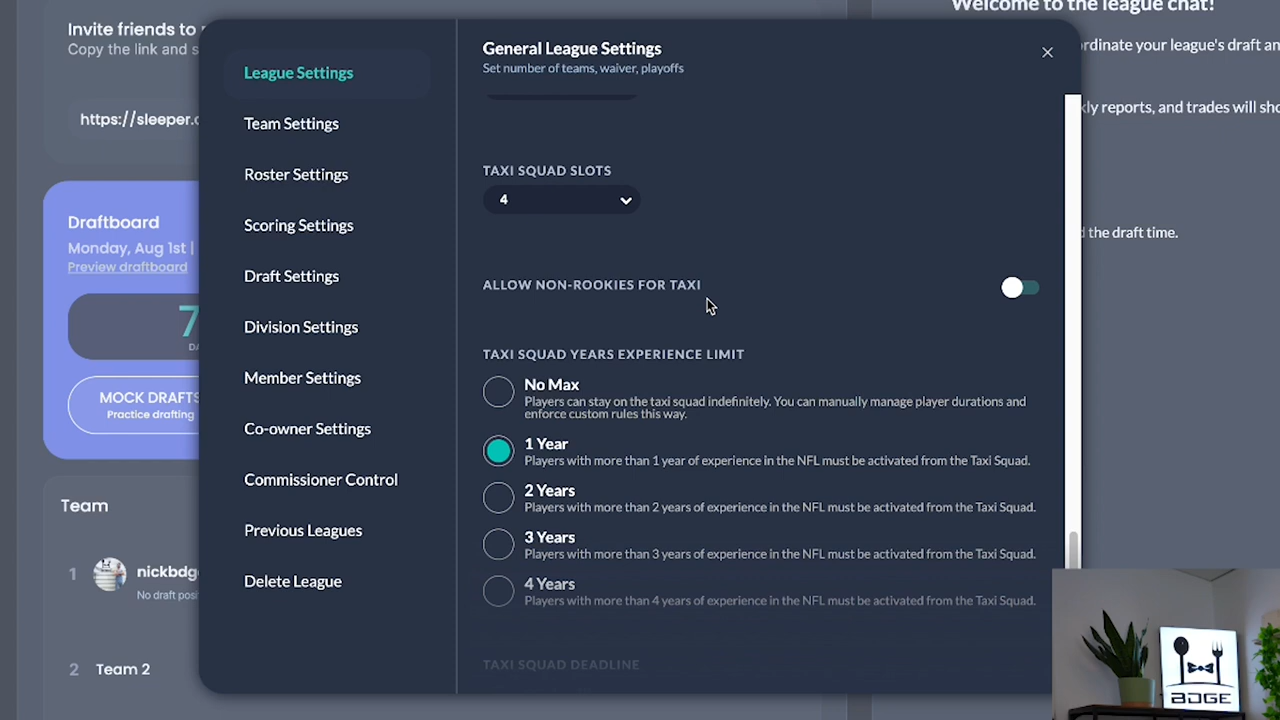 Invite friends to
Copy the link and s
https://sleeper.c
Draftboard
Monday, Aug 1st |
Preview draftboard
7
DA
MOCK DRAFTS
Practice drafting
Team
1 nickbdge
No draft posi
2 Team 2
League Settings
Team Settings
Roster Settings
Scoring Settings
Draft Settings
Division Settings
Member Settings
Co-owner Settings
Commissioner Control
Previous Leagues
Delete League
General League Settings
Set number of teams, waiver, playoffs
TAXI SQUAD SLOTS
4
ALLOW NON-ROOKIES FOR TAXI
TAXI SQUAD YEARS EXPERIENCE LIMIT
No Max
Players can stay on the taxi squad indefinitely. You can manually manage player durations and
enforce custom rules this way.
1 Year
Players with more than 1 year of experience in the NFL must be activated from the Taxi Squad.
2 Years
Players with more than 2 years of experience in the NFL must be activated from the Taxi Squad.
3 Years
Players with more than 3 years of experience in the NFL must be activated from the Taxi Squad.
4 Years
Players with more than 4 years of experience in the NFL must be activated from the Taxi Squad.
TAXI SQUAD DEADLINE
Welcome to the league chat!
rdinate your league's draft an
kly reports, and trades will sho
d the draft time.
BDGE